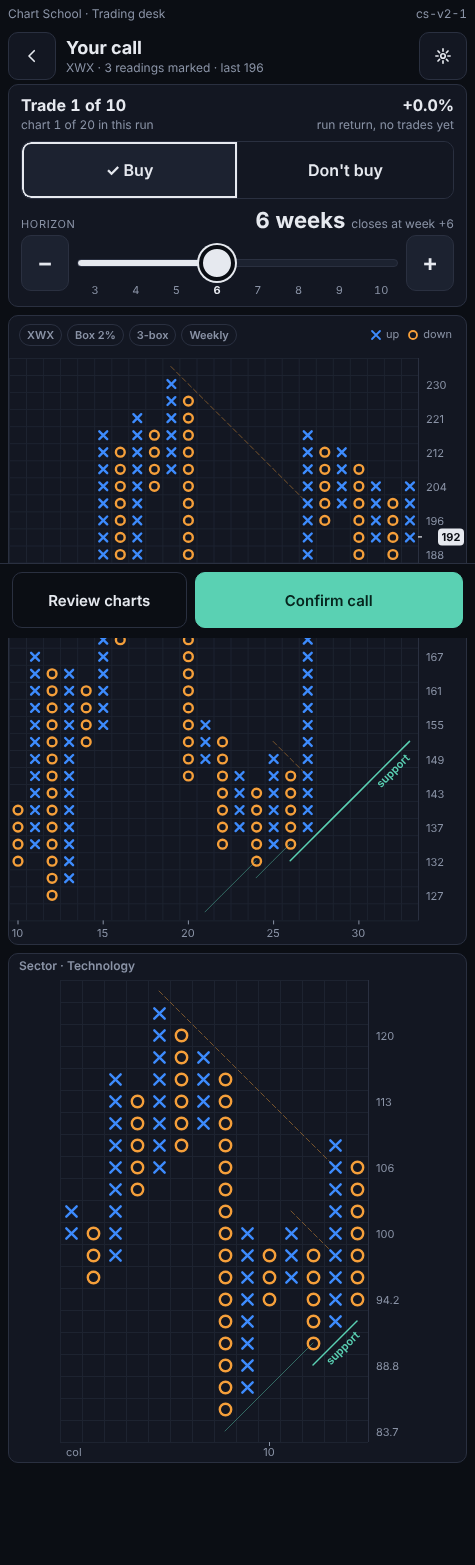 Chart School · Trading desk
cs-v2-1
Your call
XWX · 3 readings marked · last 196
Trade 1 of 10
+0.0%
chart 1 of 20 in this run
run return, no trades yet
✓ Buy
Don't buy
HORIZON
6 weeks closes at week +6
−
+
3 4 5 6 7 8 9 10
XWX
Box 2%
3-box
Weekly
up
down
230
221
212
204
196
192
188
Review charts
Confirm call
167
161
155
149
support
143
137
132
127
10 15 20 25 30
Sector · Technology
120
113
106
100
94.2
88.8
support
83.7
col 10